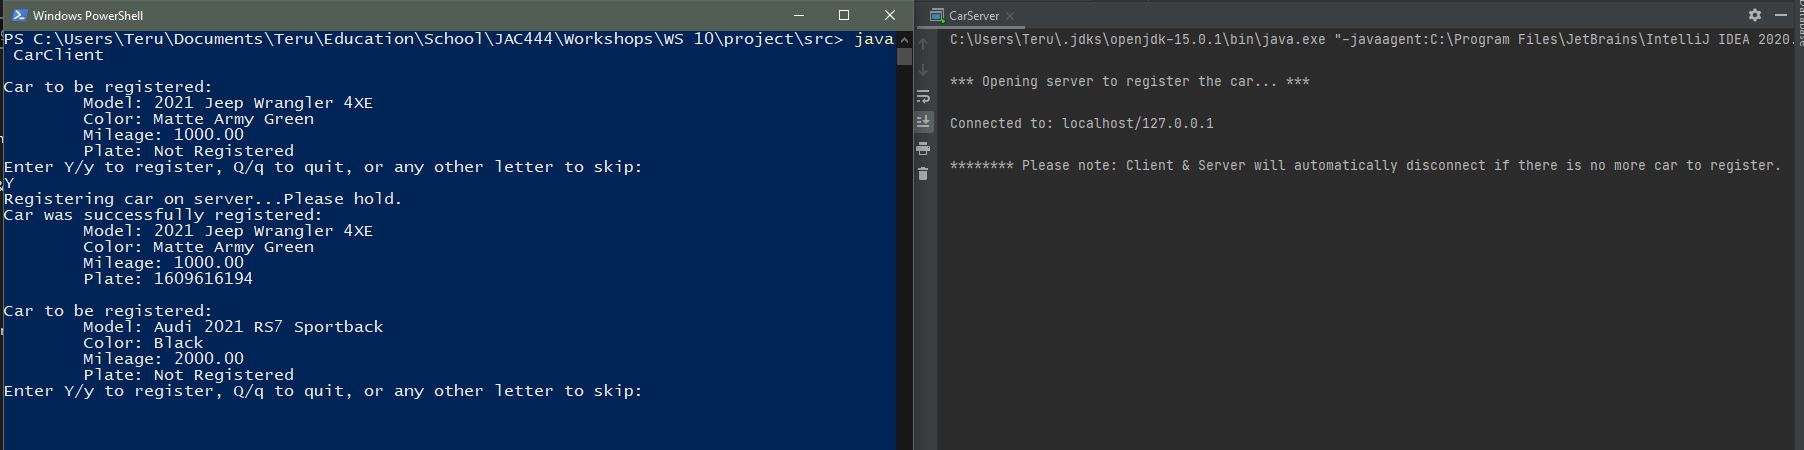 Windows PowerShell
PS C:\Users\Teru\Documents\Teru\Education\School\JAC444\Workshops\WS 10\project\src> java
CarClient
Car to be registered:
Model: 2021 Jeep Wrangler 4XE
Color: Matte Army Green
Mileage: 1000.00
Plate: Not Registered
Enter Y/y to register, Q/q to quit, or any other letter to skip:
Y
Registering car on server...Please hold.
Car was successfully registered:
Model: 2021 Jeep Wrangler 4XE
Color: Matte Army Green
Mileage: 1000.00
Plate: 1609616194
Car to be registered:
Model: Audi 2021 RS7 Sportback
Color: Black
Mileage: 2000.00
Plate: Not Registered
Enter Y/y to register, Q/q to quit, or any other letter to skip:
CarServer
C:\Users\Teru\.jdks\openjdk-15.0.1\bin\java.exe "-javaagent:C:\Program Files\JetBrains\IntelliJ IDEA 2020.
*** Opening server to register the car... ***
Connected to: localhost/127.0.0.1
******** Please note: Client & Server will automatically disconnect if there is no more car to register.
Database